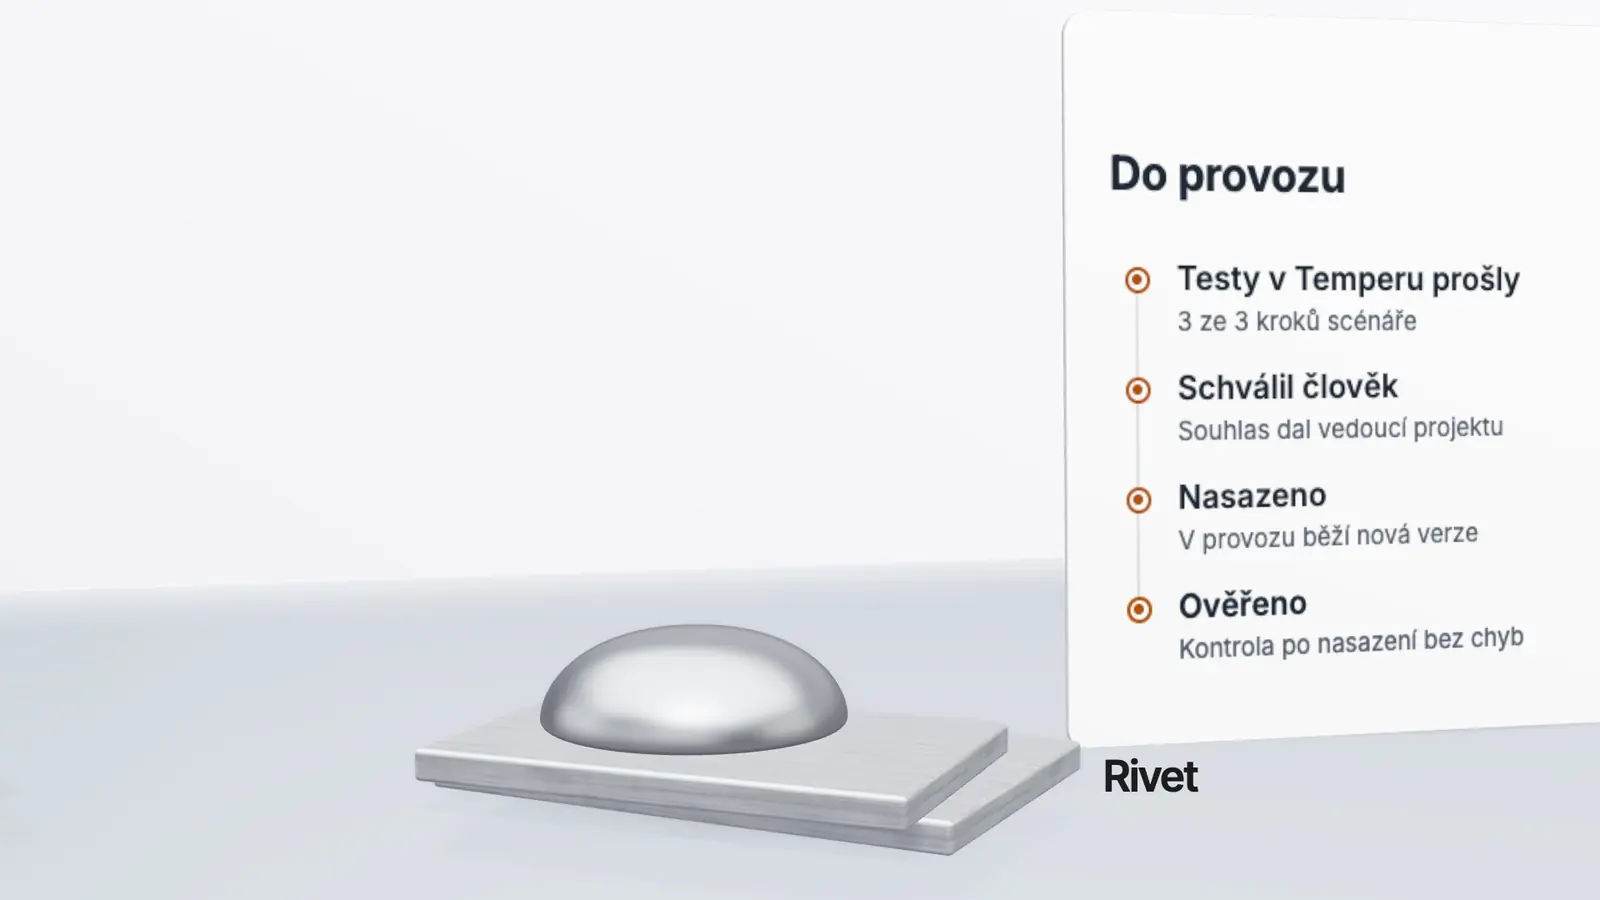 Do provozu
Testy v Temperu prošly
3 ze 3 kroků scénáře
Schválil člověk
Souhlas dal vedoucí projektu
Nasazeno
V provozu běží nová verze
Ověřeno
Kontrola po nasazení bez chyb
Rivet